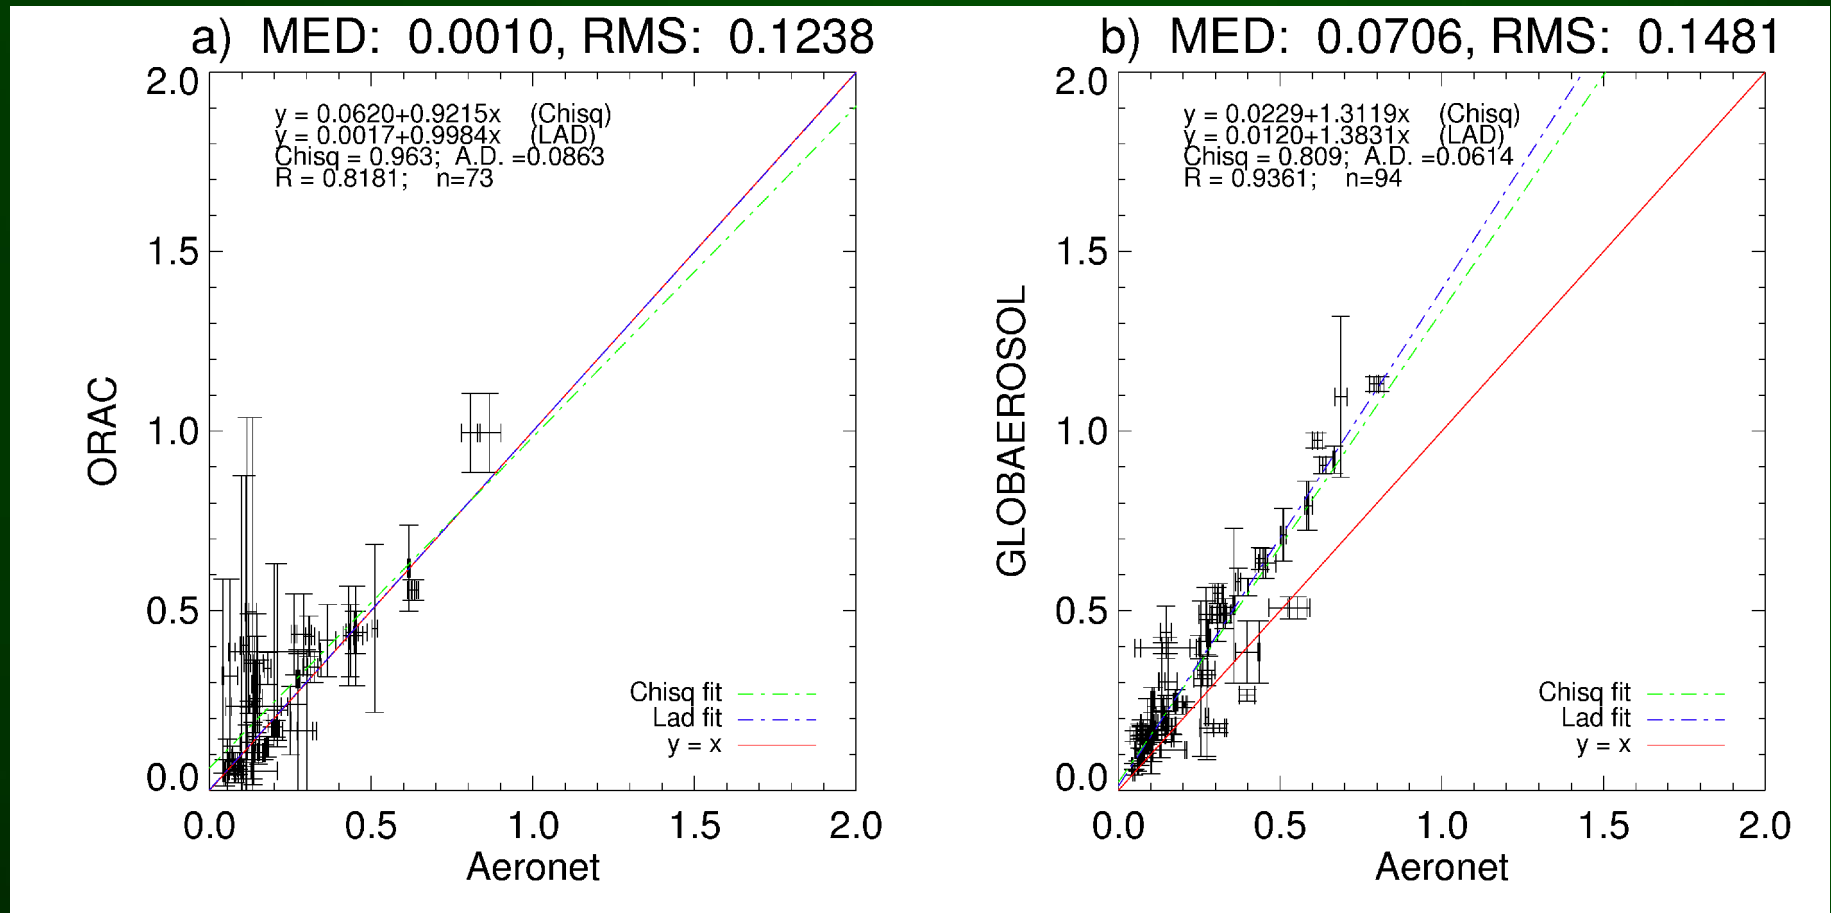 a) MED: 0.0010, RMS: 0.1238
y = 0.0620+0.9215x (Chisq)
y = 0.0017+0.9984x (LAD)
Chisq = 0.963; A.D. =0.0863
R = 0.8181; n=73
2.0
1.5
1.0
0.5
0.0
ORAC
Chisq fit
Lad fit
y = x
0.0 0.5 1.0 1.5 2.0
Aeronet
b) MED: 0.0706, RMS: 0.1481
y = 0.0229+1.3119x (Chisq)
y = 0.0120+1.3831x (LAD)
Chisq = 0.809; A.D. =0.0614
R = 0.9361; n=94
2.0
1.5
1.0
0.5
0.0
GLOBAEROSOL
Chisq fit
Lad fit
y = x
0.0 0.5 1.0 1.5 2.0
Aeronet